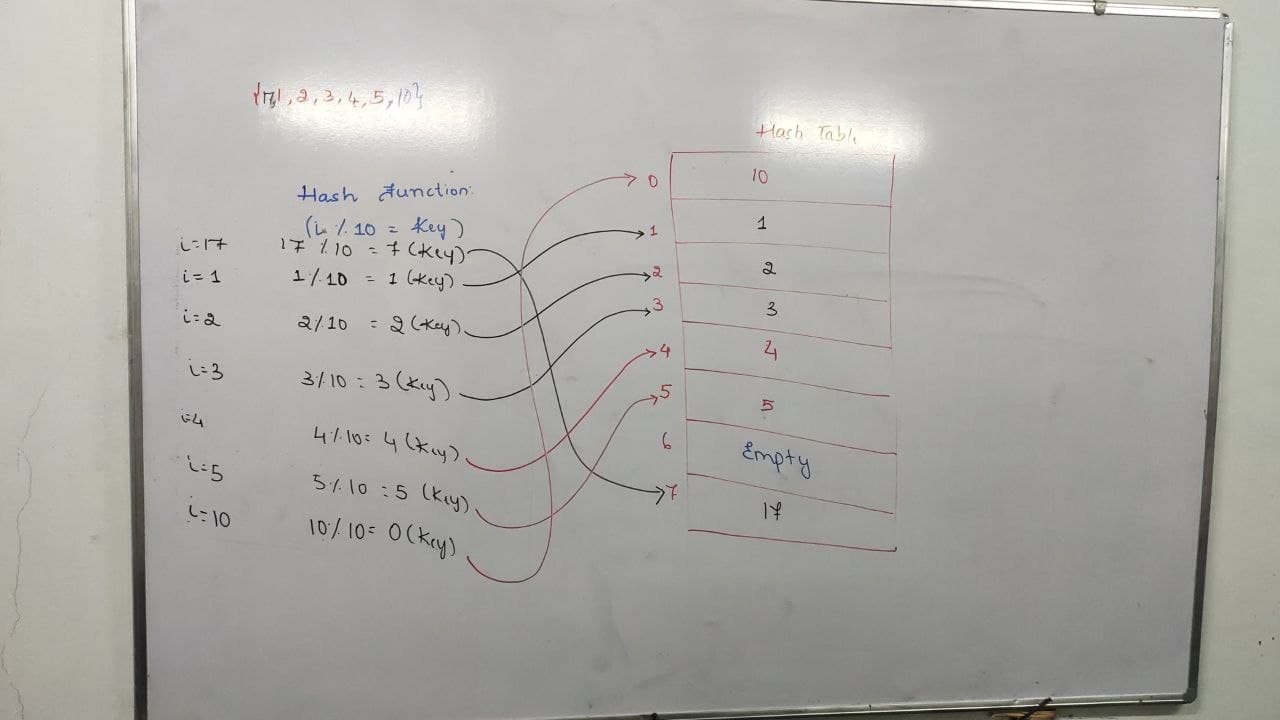 {17,1,2,3,4,5,10}
Hash Function:
(i % 10 = Key)
i=17 17 % 10 = 7 (Key)
i=1 1 % 10 = 1 (Key)
i=2 2 % 10 = 2 (Key)
i=3 3 % 10 = 3 (Key)
i=4 4 % 10 = 4 (Key)
i=5 5 % 10 = 5 (Key)
i=10 10 % 10 = 0 (Key)
Hash Table
0 10
1 1
2 2
3 3
4 4
5 5
6 Empty
7 17